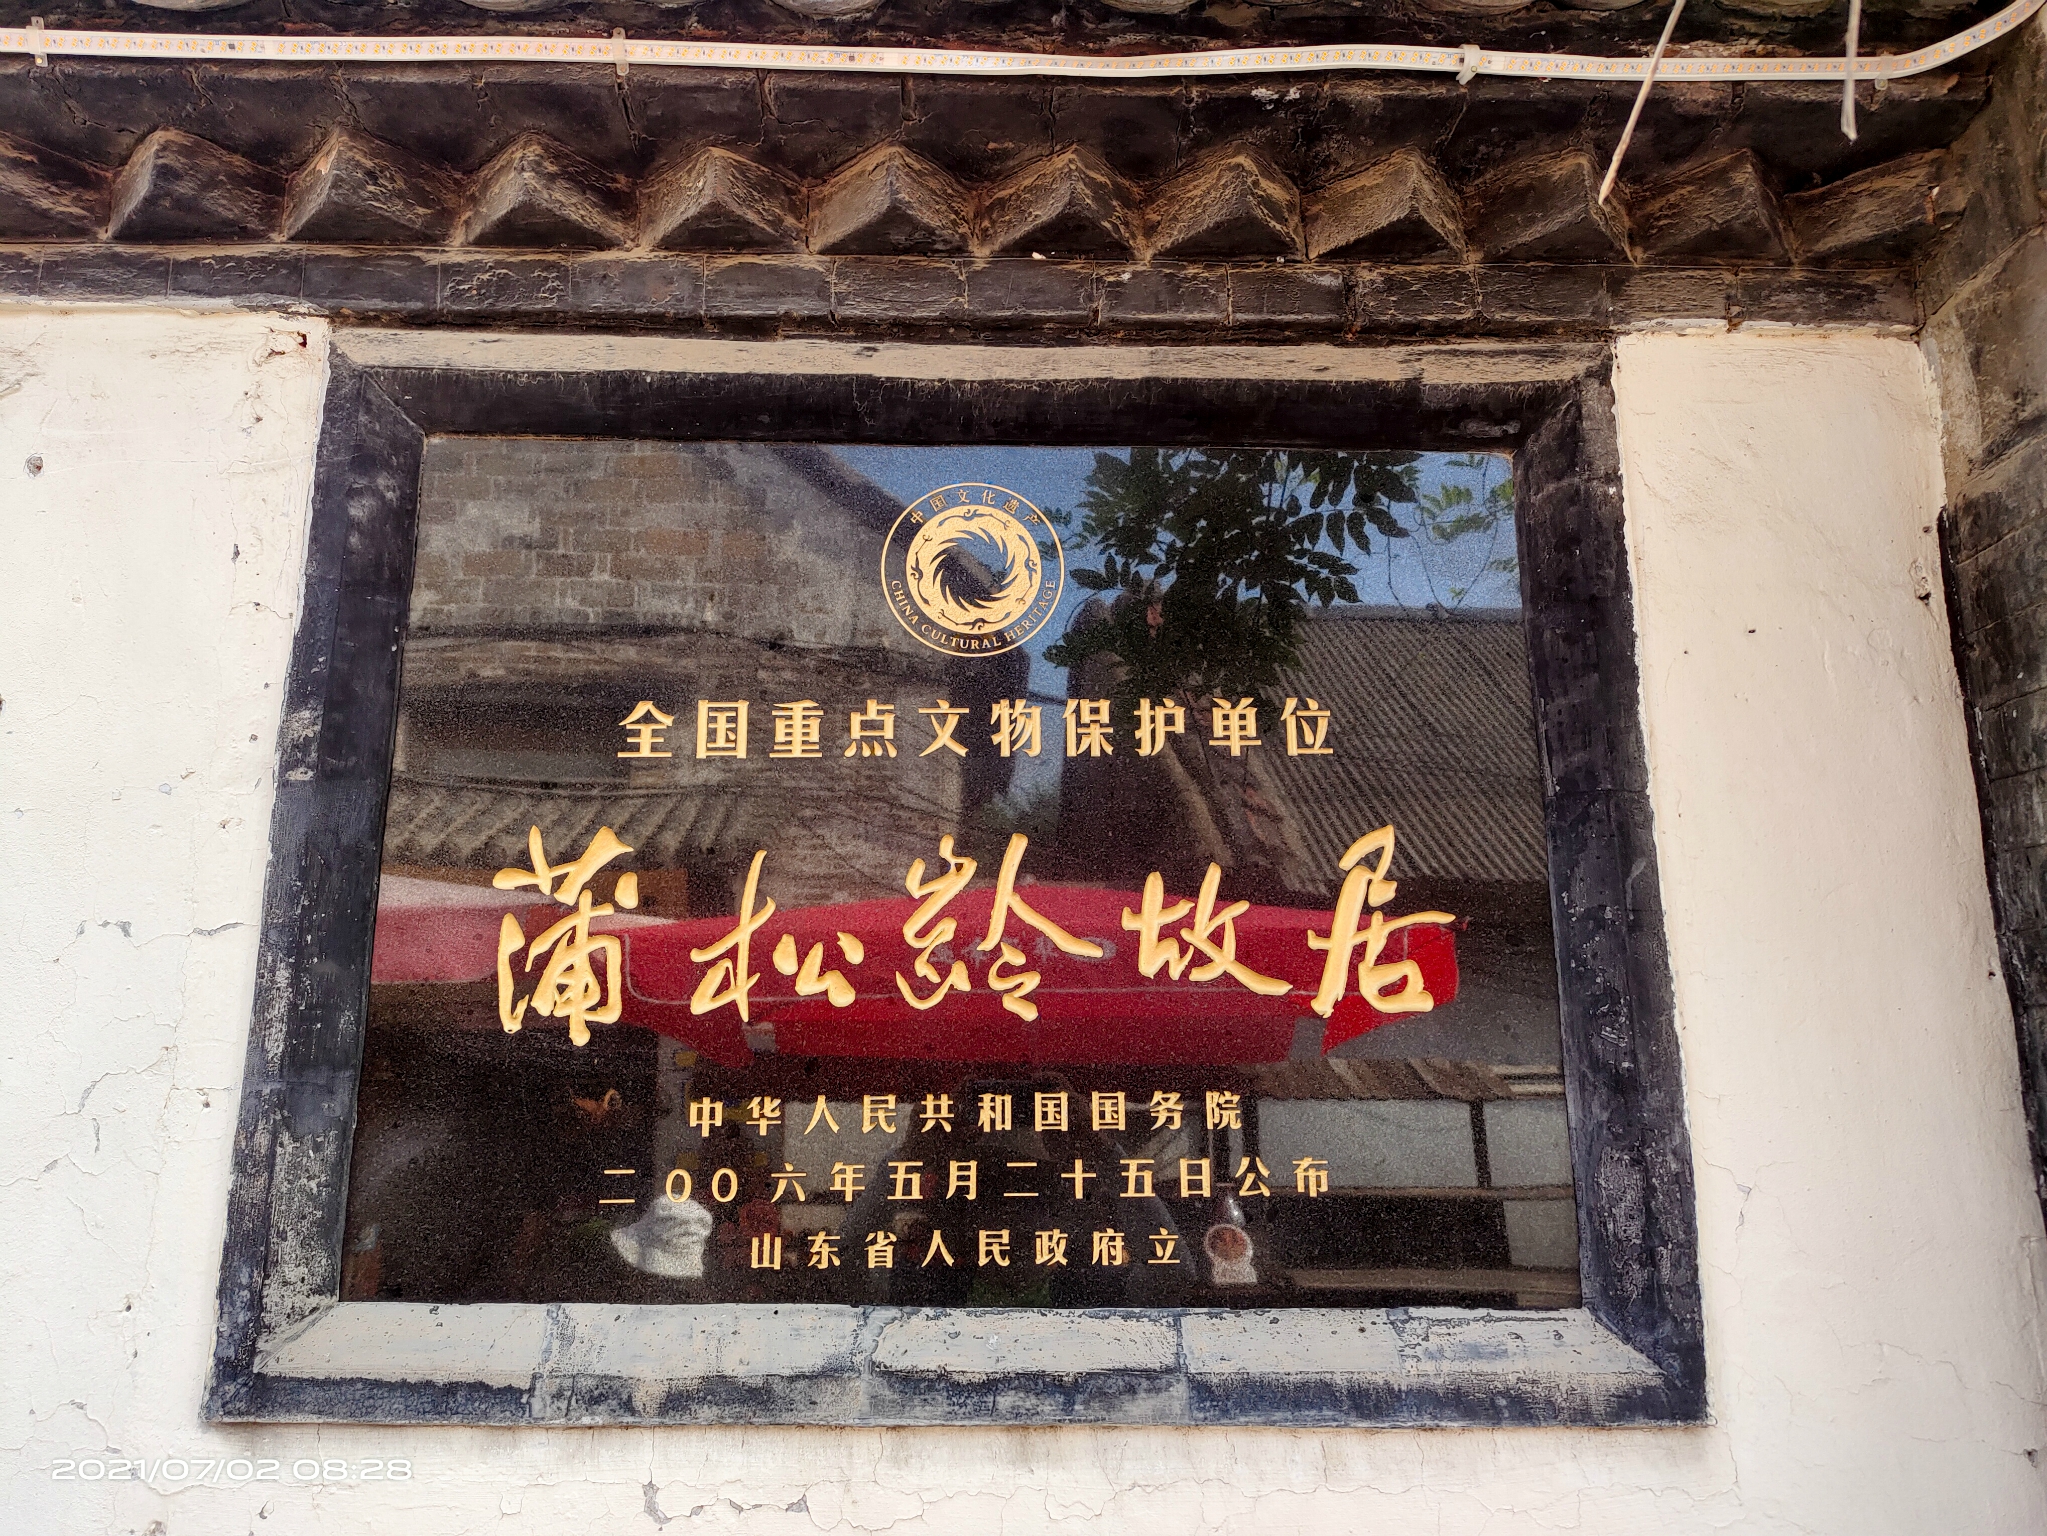 中国文化遗产
CHINA CULTURAL HERITAGE
全国重点文物保护单位
蒲松龄故居
中华人民共和国国务院
二00六年五月二十五日公布
山东省人民政府立
2021/07/02 08:28